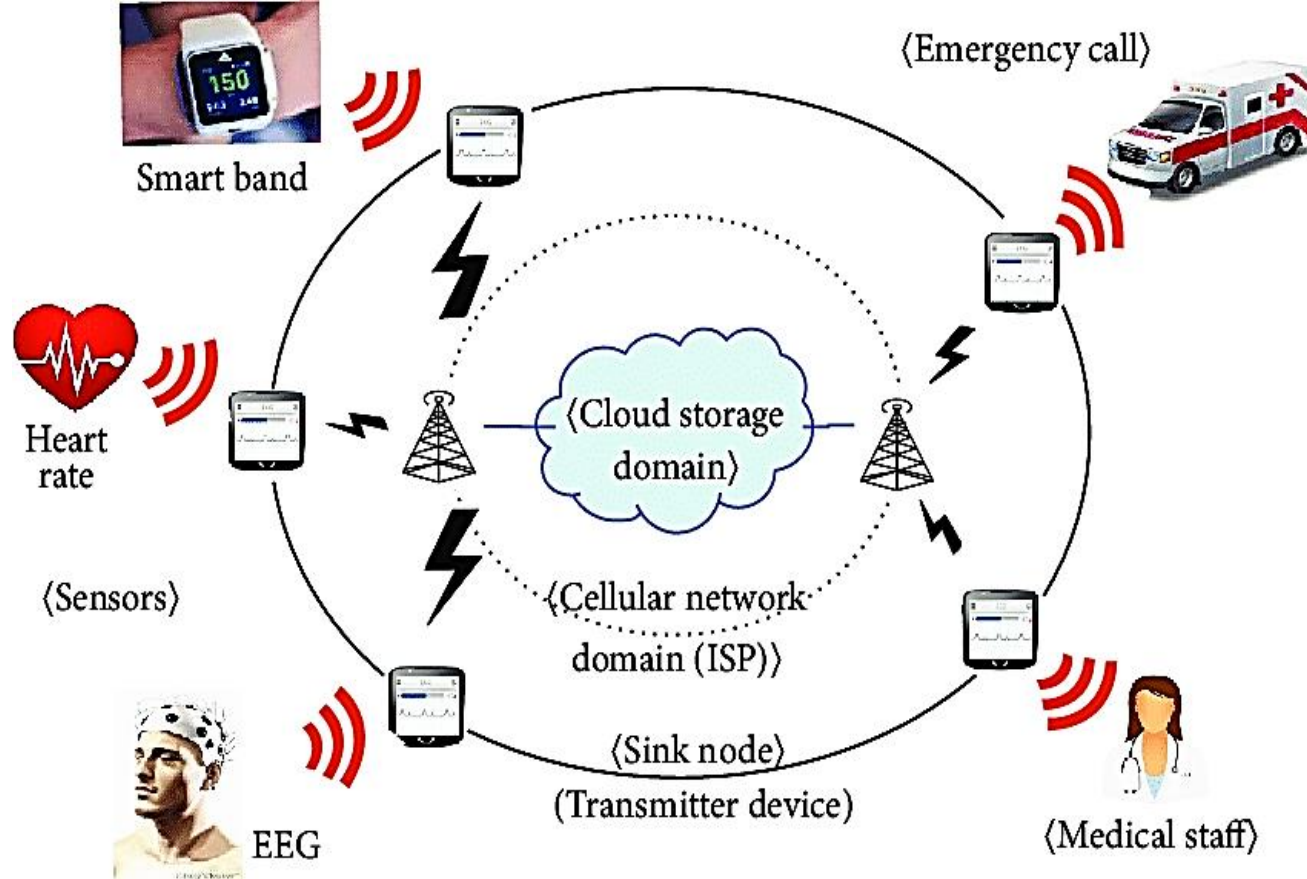 ⟨Emergency call⟩
150
Smart band
Heart
rate
⟨Cloud storage
domain⟩
⟨Sensors⟩
⟨Cellular network
domain (ISP)⟩
⟨Sink node⟩
(Transmitter device)
EEG
⟨Medical staff⟩